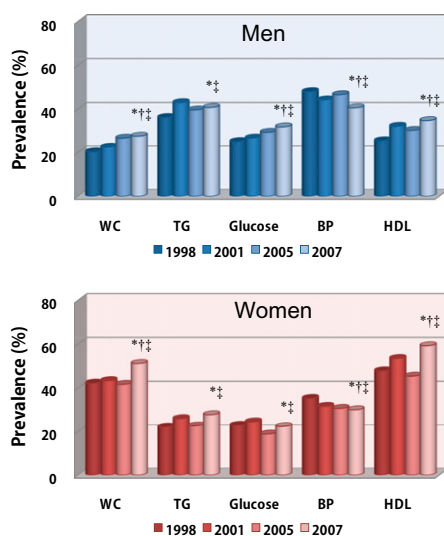 Men
Prevalence (%)
80
60
40
20
0
*†‡
*‡
*†‡
*†‡
*†‡
WC TG Glucose BP HDL
1998 2001 2005 2007
Women
Prevalence (%)
80
60
40
20
0
*†‡
*‡
*‡
*†‡
*†‡
WC TG Glucose BP HDL
1998 2001 2005 2007